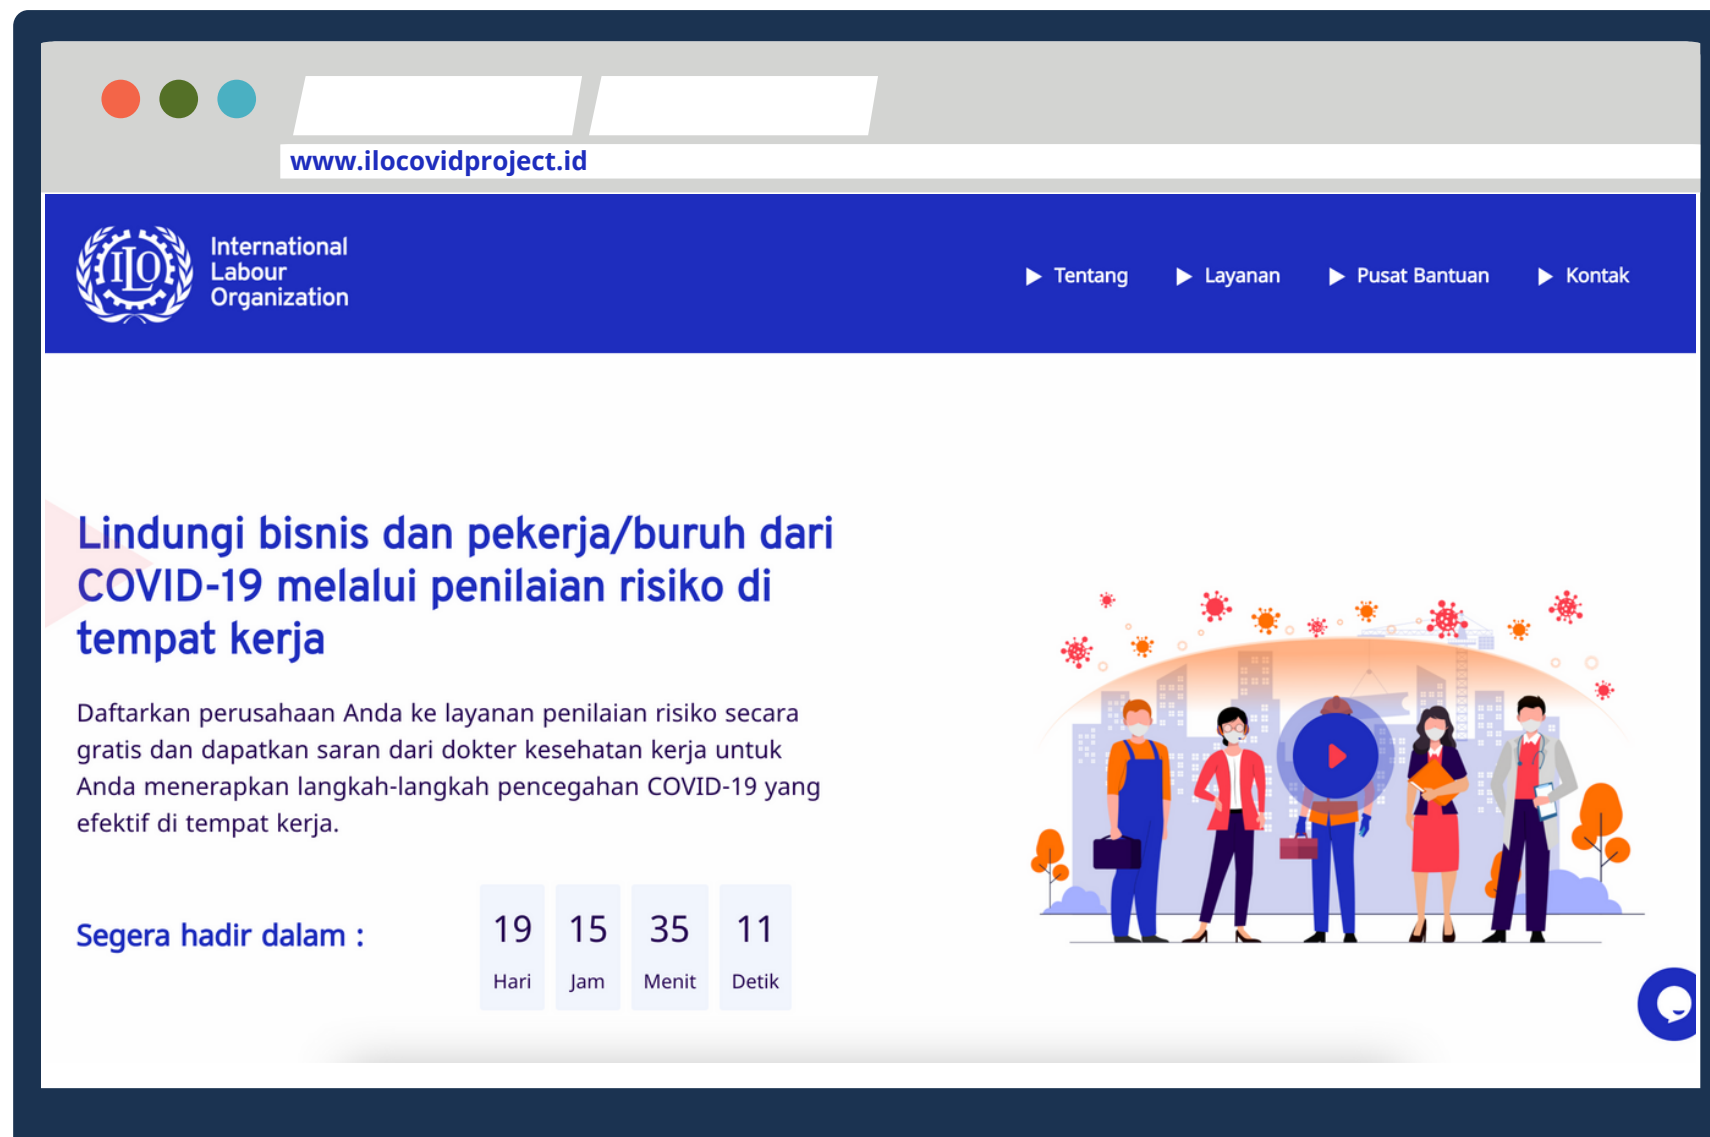 www.ilocovidproject.id
ILO
International
Labour
Organization
Tentang
Layanan
Pusat Bantuan
Kontak
Lindungi bisnis dan pekerja/buruh dari
COVID-19 melalui penilaian risiko di
tempat kerja
Daftarkan perusahaan Anda ke layanan penilaian risiko secara
gratis dan dapatkan saran dari dokter kesehatan kerja untuk
Anda menerapkan langkah-langkah pencegahan COVID-19 yang
efektif di tempat kerja.
Segera hadir dalam :
19 15 35 11
Hari Jam Menit Detik